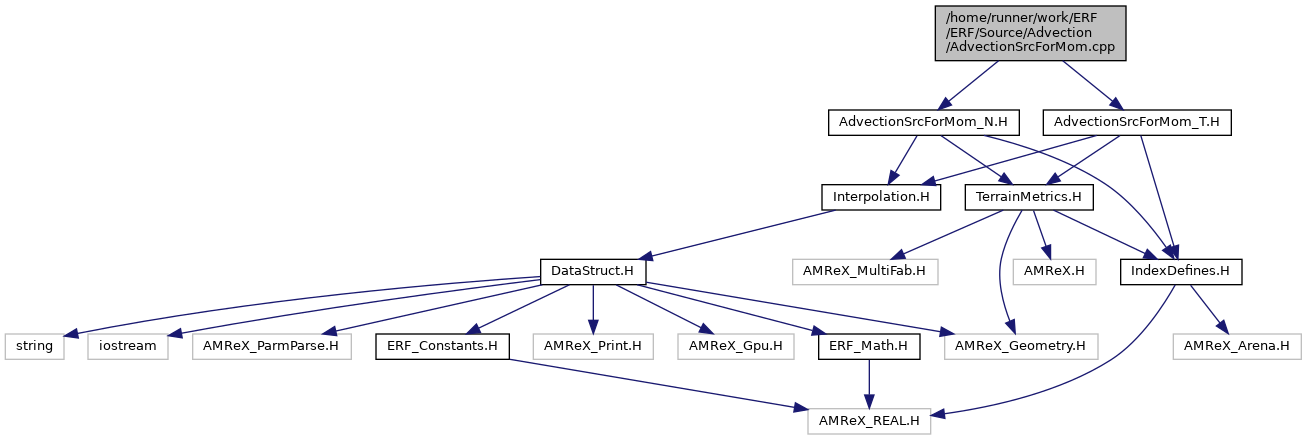 /home/runner/work/ERF
/ERF/Source/Advection
/AdvectionSrcForMom.cpp
AdvectionSrcForMom_N.H
AdvectionSrcForMom_T.H
Interpolation.H
TerrainMetrics.H
DataStruct.H
AMReX_MultiFab.H
AMReX.H
IndexDefines.H
string
iostream
AMReX_ParmParse.H
ERF_Constants.H
AMReX_Print.H
AMReX_Gpu.H
ERF_Math.H
AMReX_Geometry.H
AMReX_Arena.H
AMReX_REAL.H